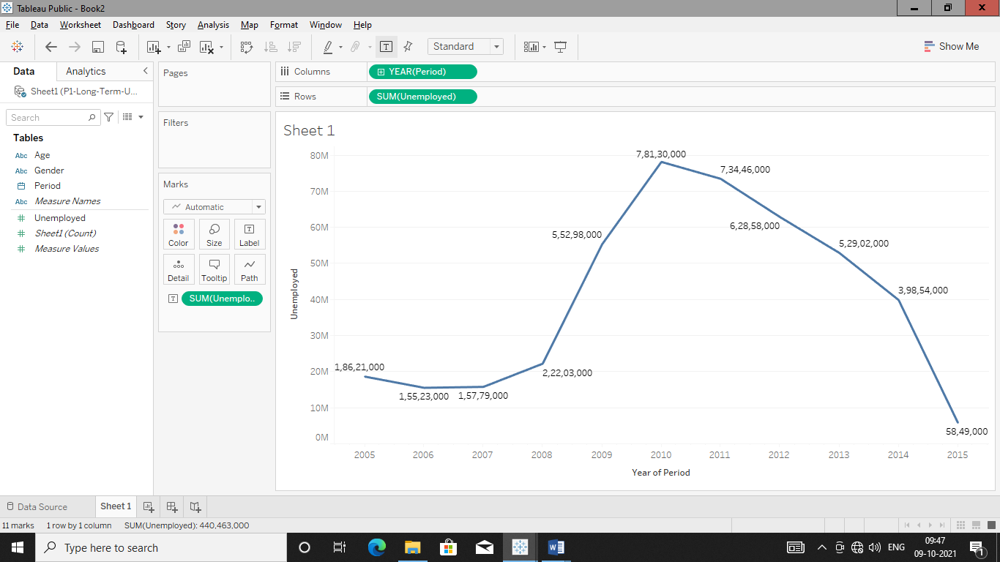 Tableau Public - Book2
File Data Worksheet Dashboard Story Analysis Map Format Window Help
Standard
Show Me
Data Analytics
Sheet1 (P1-Long-Term-U...
Search
Tables
Abc Age
Abc Gender
Period
Abc Measure Names
Unemployed
Sheet1 (Count)
Measure Values
Pages
Filters
Marks
Automatic
Color Size Label
Detail Tooltip Path
SUM(Unemplo..
Columns YEAR(Period)
Rows SUM(Unemployed)
Sheet 1
80M
70M
60M
50M
40M
30M
20M
10M
0M
Unemployed
1,86,21,000
1,55,23,000
1,57,79,000
2,22,03,000
5,52,98,000
7,81,30,000
7,34,46,000
6,28,58,000
5,29,02,000
3,98,54,000
58,49,000
2005 2006 2007 2008 2009 2010 2011 2012 2013 2014 2015
Year of Period
Data Source Sheet 1
11 marks 1 row by 1 column SUM(Unemployed): 440,463,000
Type here to search
ENG
09:47
09-10-2021
1